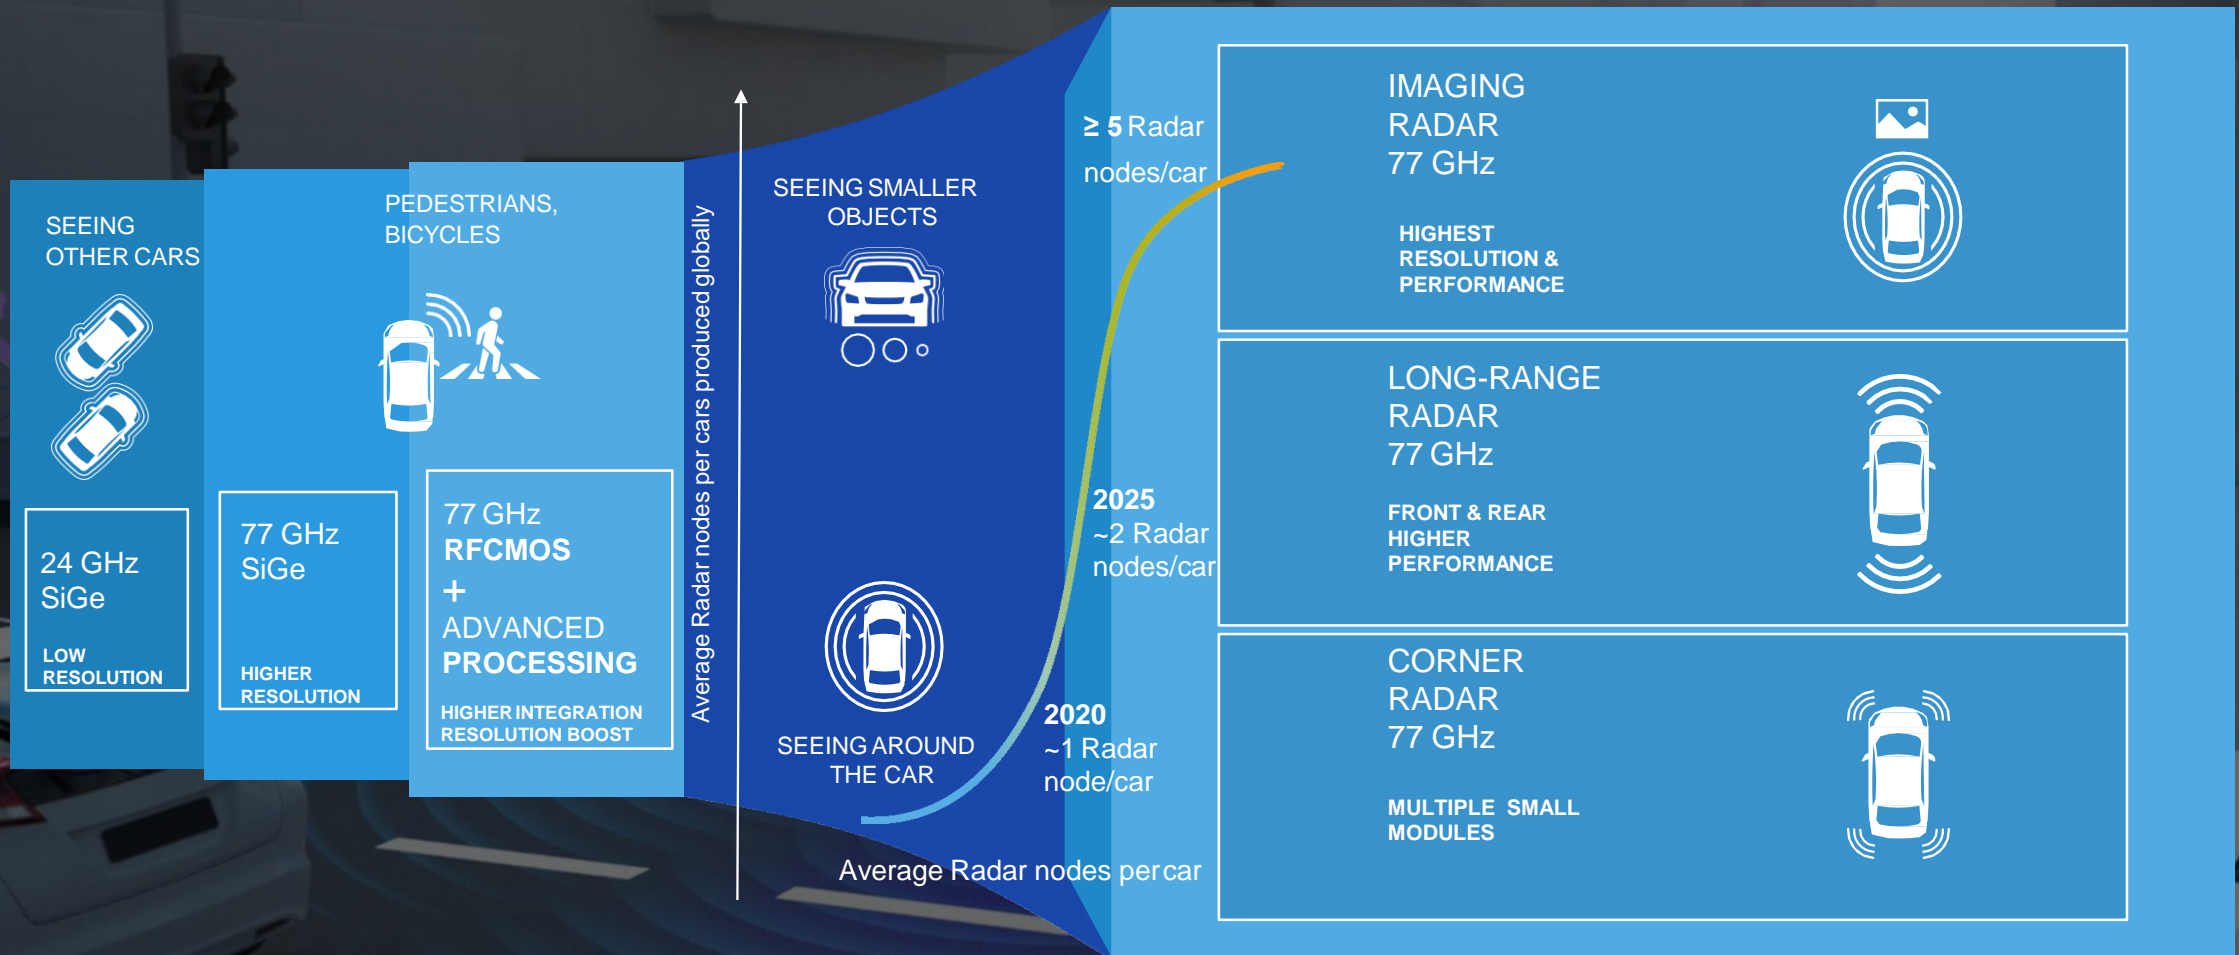 SEEING
OTHER CARS
24 GHz
SiGe
LOW
RESOLUTION
77 GHz
SiGe
HIGHER
RESOLUTION
PEDESTRIANS,
BICYCLES
77 GHz
RFCMOS
+
ADVANCED
PROCESSING
HIGHER INTEGRATION
RESOLUTION BOOST
Average Radar nodes per cars produced globally
SEEING SMALLER
OBJECTS
SEEING AROUND
THE CAR
≥ 5 Radar
nodes/car
2025
~2 Radar
nodes/car
2020
~1 Radar
node/car
Average Radar nodes per car
IMAGING
RADAR
77 GHz
HIGHEST
RESOLUTION &
PERFORMANCE
LONG-RANGE
RADAR
77 GHz
FRONT & REAR
HIGHER
PERFORMANCE
CORNER
RADAR
77 GHz
MULTIPLE SMALL
MODULES